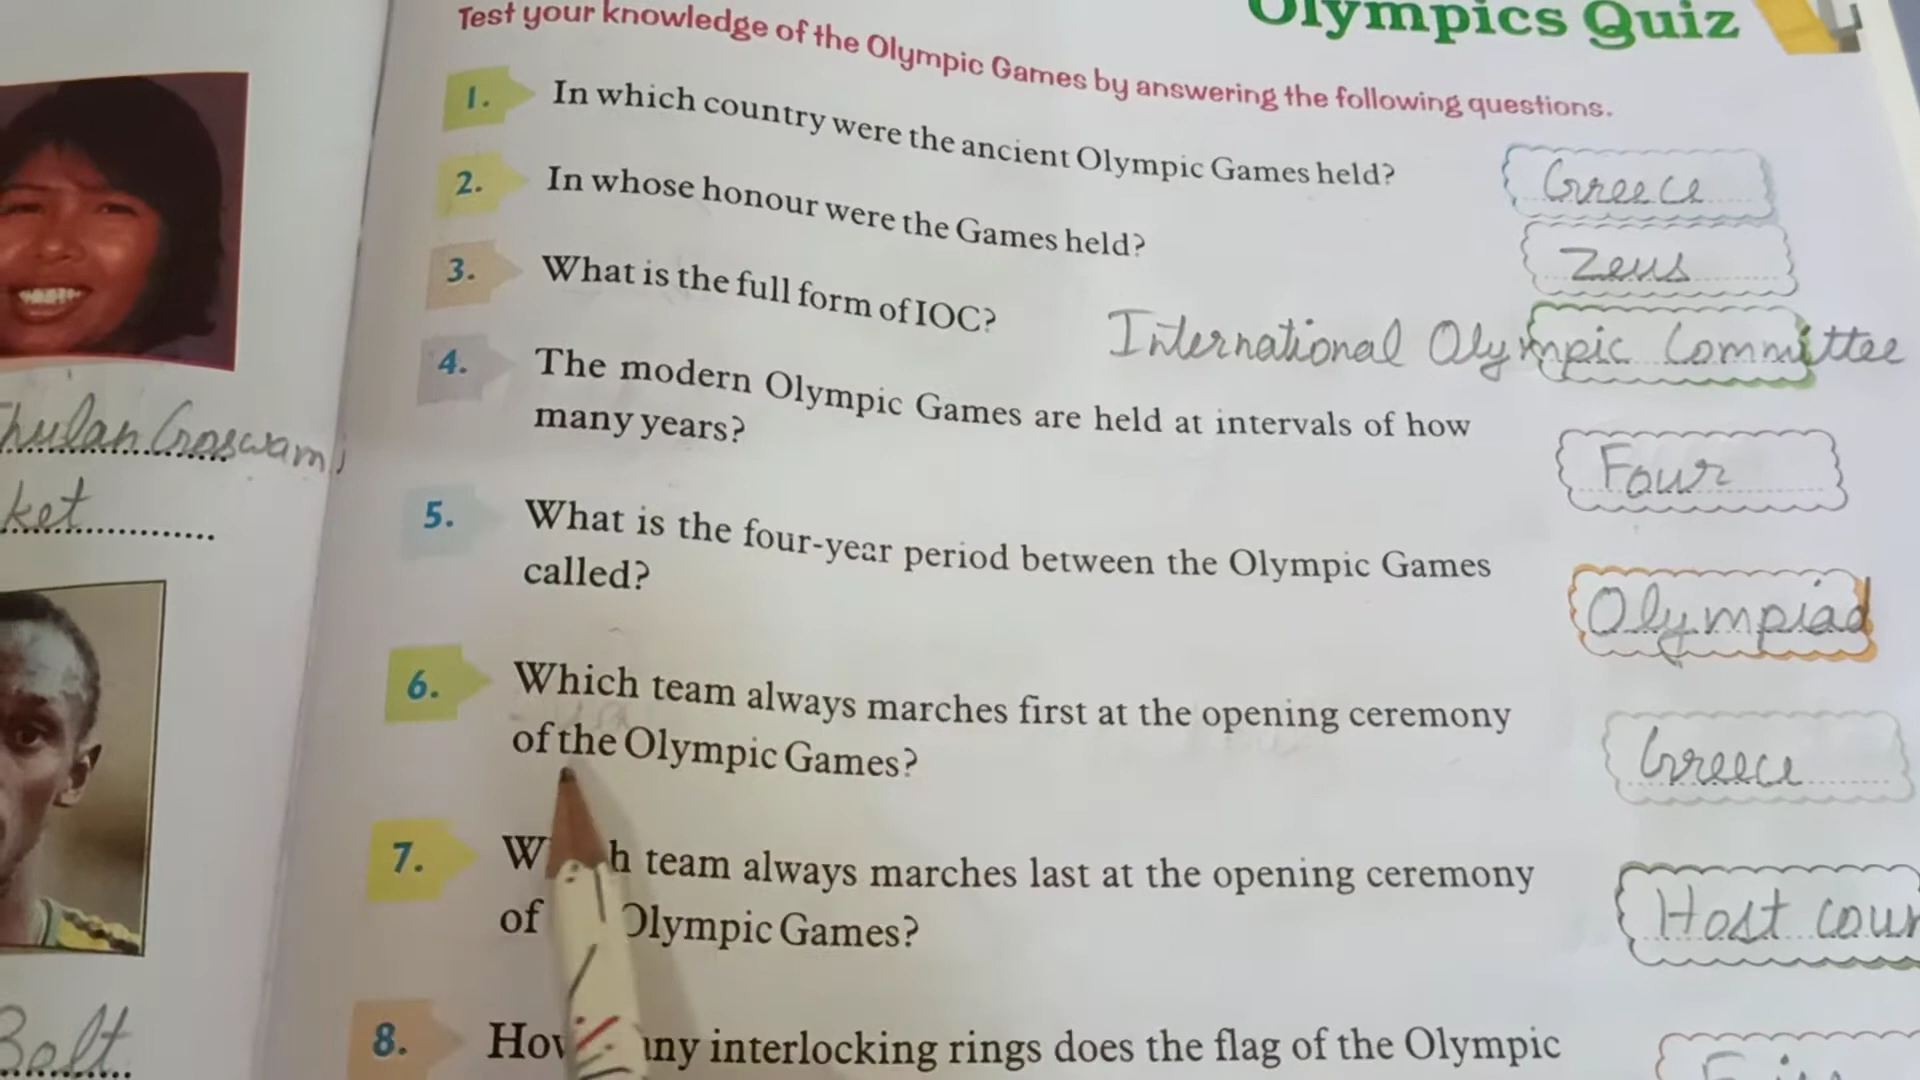 Olympics Quiz
Test your knowledge of the Olympic Games by answering the following questions.
1. In which country were the ancient Olympic Games held?
Greece
2. In whose honour were the Games held?
Zeus
3. What is the full form of IOC?
International Olympic Committee
4. The modern Olympic Games are held at intervals of how
many years?
Four
5. What is the four-year period between the Olympic Games
called?
Olympiad
6. Which team always marches first at the opening ceremony
of the Olympic Games?
Greece
7. team always marches last at the opening ceremony
of Olympic Games?
Host
8. interlocking rings does the flag of the Olympic
ket
Bolt